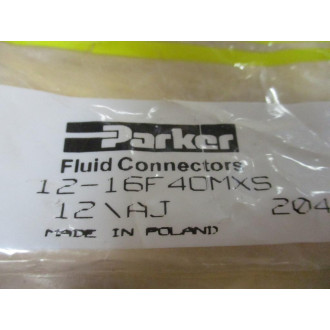 Parker
Fluid Connectors
12-16F40MXS
12\AJ 204
MADE IN POLAND